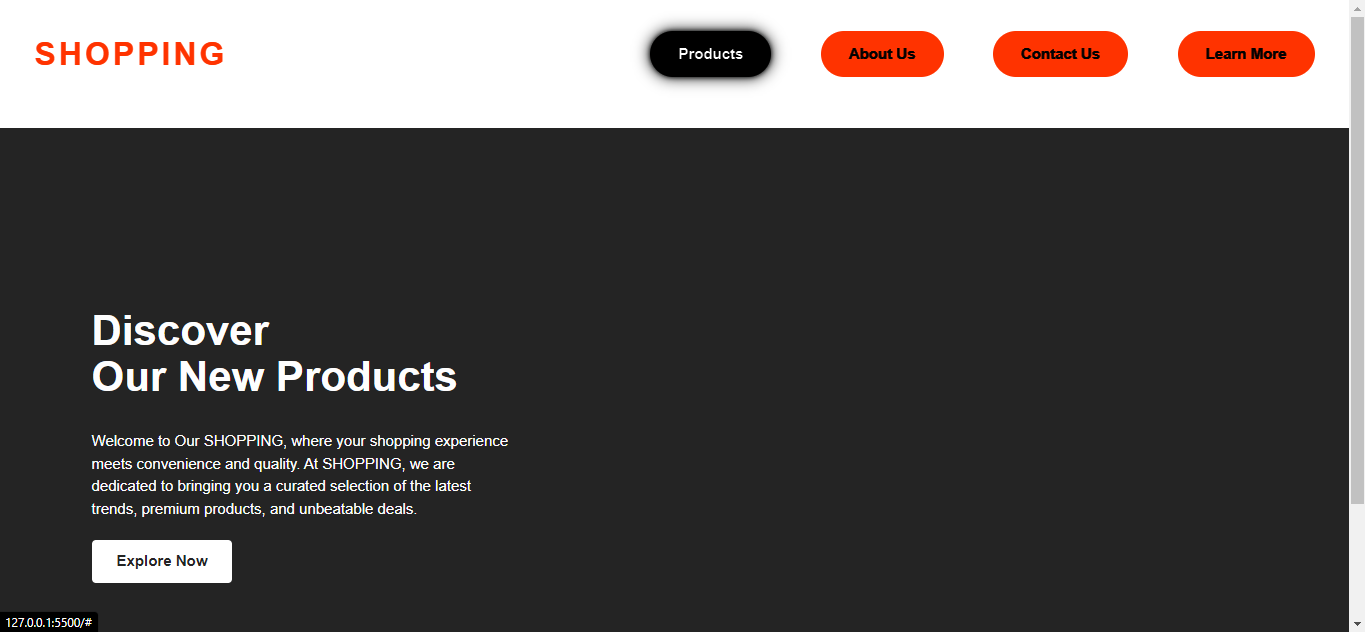 SHOPPING
Products
About Us
Contact Us
Learn More
Discover
Our New Products
Welcome to Our SHOPPING, where your shopping experience
meets convenience and quality. At SHOPPING, we are
dedicated to bringing you a curated selection of the latest
trends, premium products, and unbeatable deals.
Explore Now
127.0.0.1:5500/#